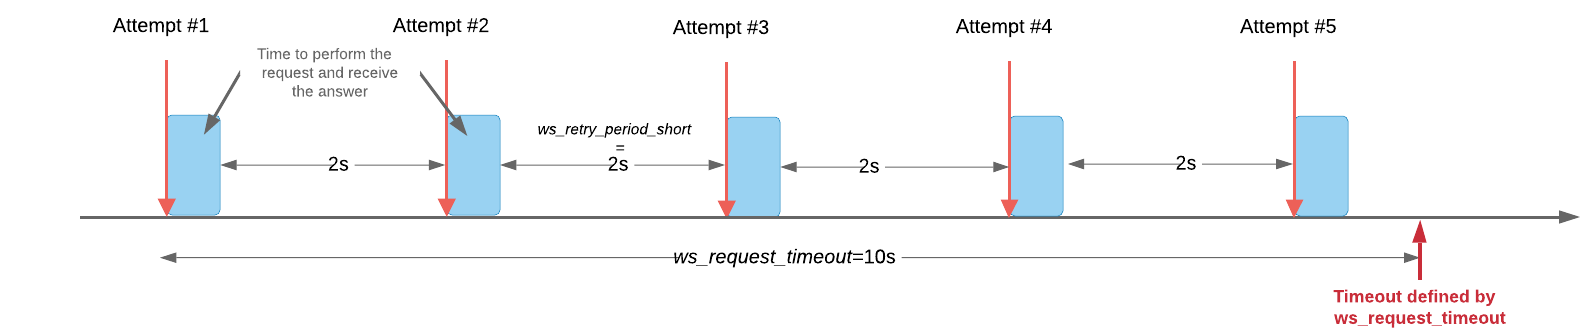 Attempt #1
Attempt #2
Attempt #3
Attempt #4
Attempt #5
Time to perform the
request and receive
the answer
ws_retry_period_short
=
2s
2s
2s
2s
ws_request_timeout=10s
Timeout defined by
ws_request_timeout